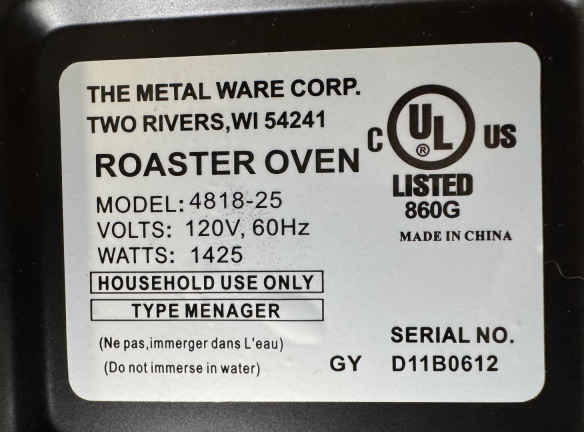 THE METAL WARE CORP.
TWO RIVERS,WI 54241
ROASTER OVEN
MODEL: 4818-25
VOLTS: 120V, 60Hz
WATTS: 1425
HOUSEHOLD USE ONLY
TYPE MENAGER
(Ne pas,immerger dans L'eau)
(Do not immerse in water)
C UL ® US
LISTED
860G
MADE IN CHINA
SERIAL NO.
GY D11B0612